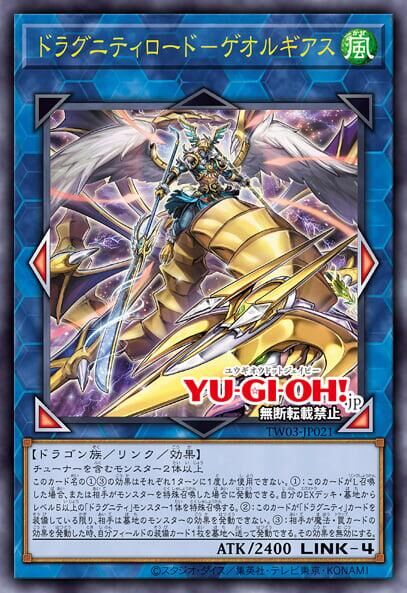 ドラグニティロード－ゲオルギアス
風
ユウギオウドットジェイピー
YU-GI-OH!.jp
無断転載禁止
TW03-JP021
【ドラゴン族／リンク／効果】
チューナーを含むモンスター２体以上
このカード名の①③の効果はそれぞれ１ターンに１度しか使用できない。①：このカードがL召喚
した場合、または相手がモンスターを特殊召喚した場合に発動できる。自分のEXデッキ・墓地から
レベル５以上の「ドラグニティ」モンスター１体を特殊召喚する。②：このカードが「ドラグニティ」カードを
装備している限り、相手は墓地のモンスターの効果を発動できない。③：相手が魔法・罠カードの
効果を発動した時、自分フィールドの装備カード１枚を墓地へ送って発動できる。その効果を無効にする。
ATK/2400 LINK-4
©スタジオ・ダイス／集英社・テレビ東京・KONAMI